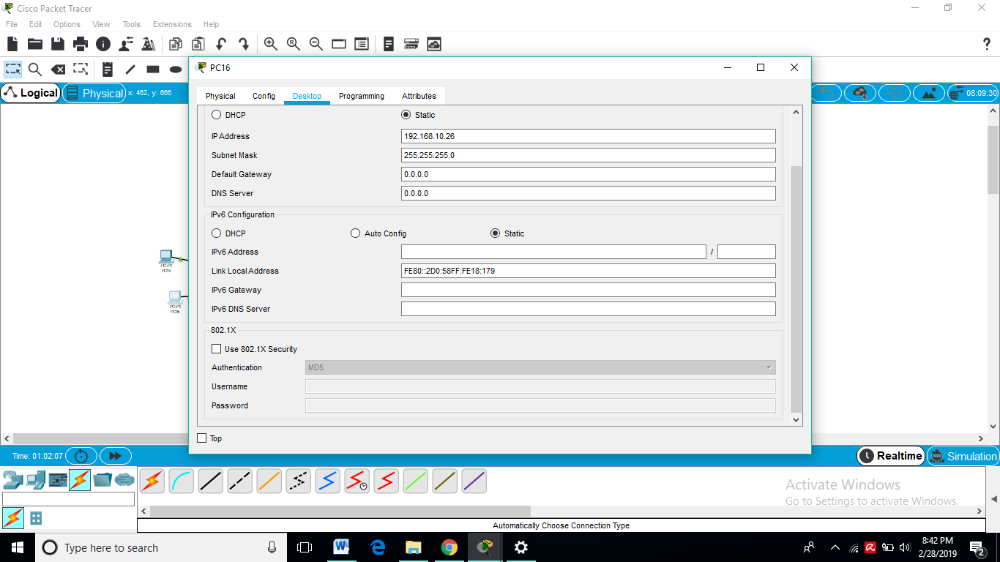 Cisco Packet Tracer
File Edit Options View Tools Extensions Help
?
PC16
Logical Physical x: 462, y: 666
08:09:30
Physical Config Desktop Programming Attributes
DHCP Static
IP Address 192.168.10.26
Subnet Mask 255.255.255.0
Default Gateway 0.0.0.0
DNS Server 0.0.0.0
IPv6 Configuration
DHCP Auto Config Static
IPv6 Address /
Link Local Address FE80::2D0:58FF:FE18:179
IPv6 Gateway
IPv6 DNS Server
802.1X
Use 802.1X Security
Authentication MD5
Username
Password
Top
PC-PT
PC15
PC-PT
PC16
Time: 01:02:07
Realtime Simulation
Activate Windows
Go to Settings to activate Windows.
Automatically Choose Connection Type
Type here to search
8:42 PM
2/28/2019
2